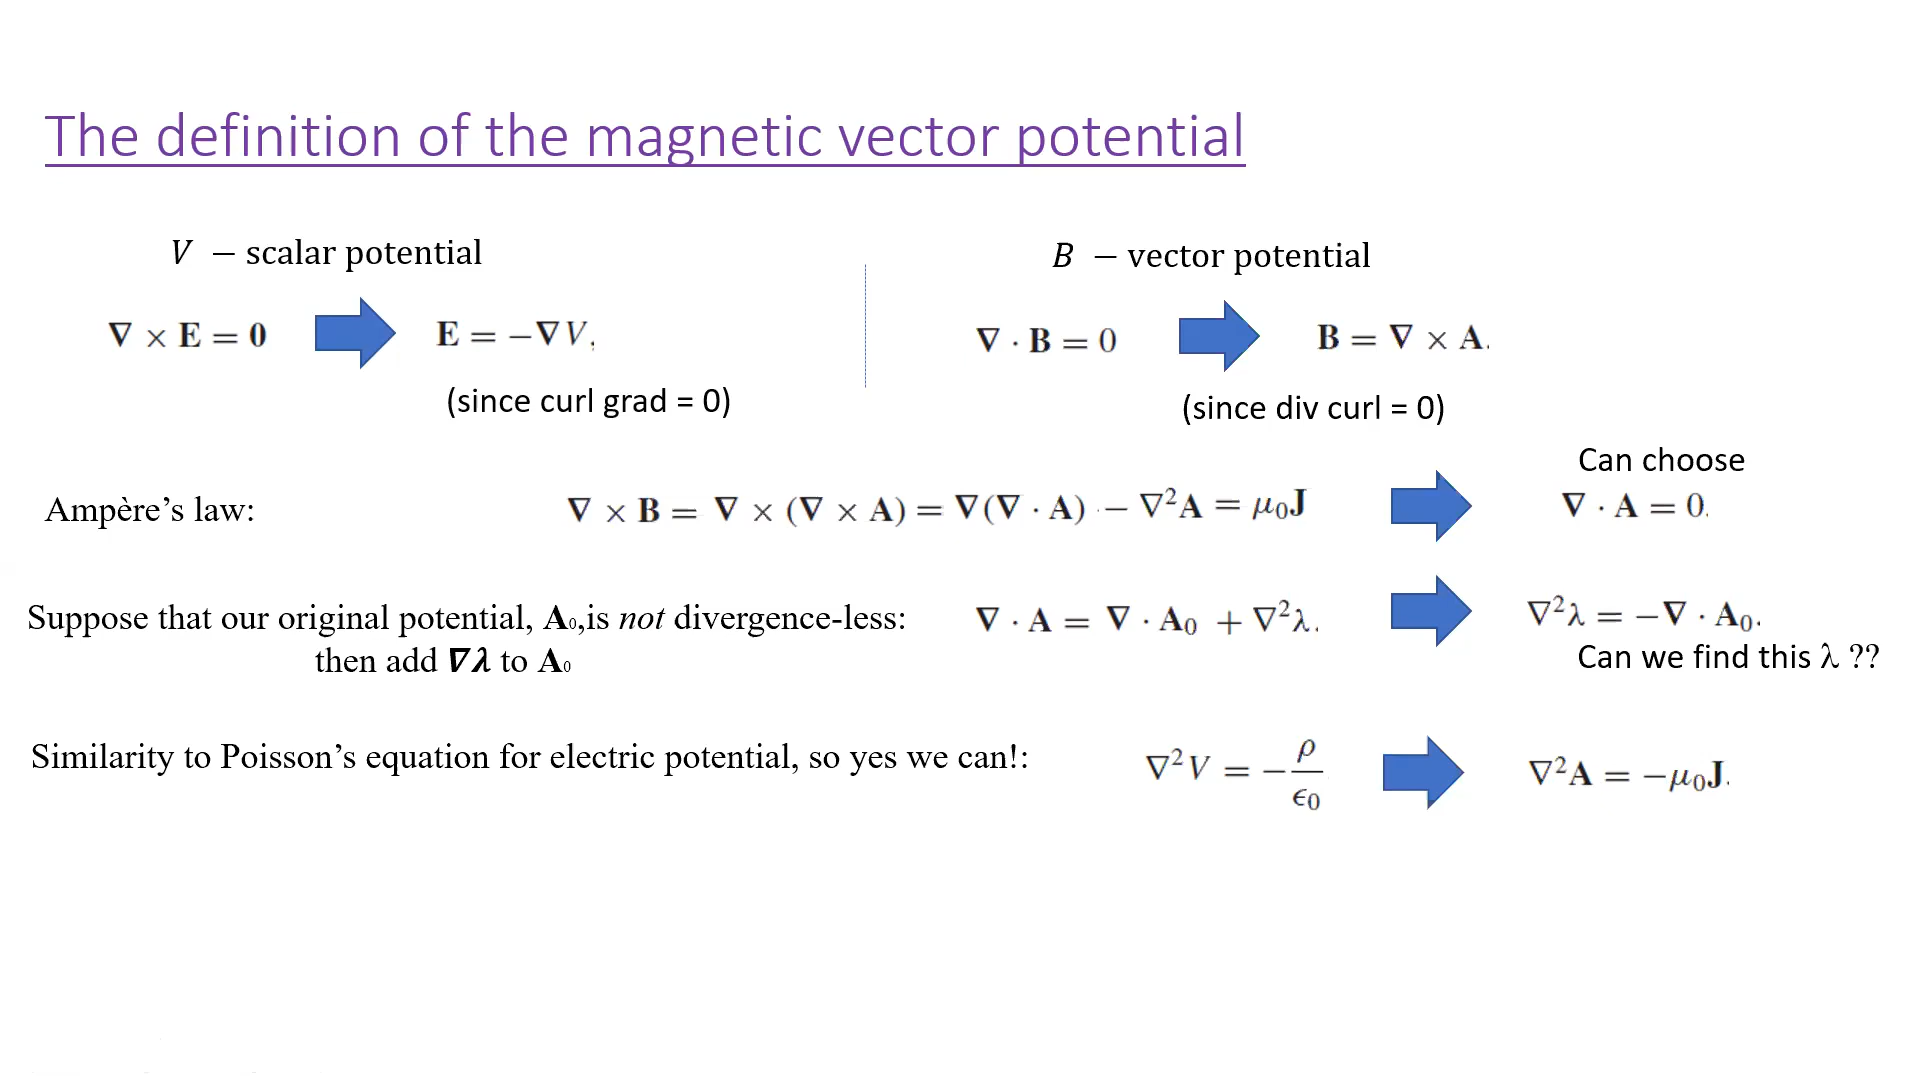 The definition of the magnetic vector potential
V – scalar potential
B – vector potential
∇ × E = 0
E = −∇V,
∇ · B = 0
B = ∇ × A.
(since curl grad = 0)
(since div curl = 0)
Can choose
Ampère’s law:
∇ × B = ∇ × (∇ × A) = ∇(∇ · A) − ∇²A = μ₀J
∇ · A = 0.
Suppose that our original potential, A₀,is not divergence-less:
∇ · A = ∇ · A₀ + ∇²λ.
∇²λ = −∇ · A₀.
then add ∇λ to A₀
Can we find this λ ??
Similarity to Poisson’s equation for electric potential, so yes we can!:
∇²V = −ρ/ϵ₀
∇²A = −μ₀J.